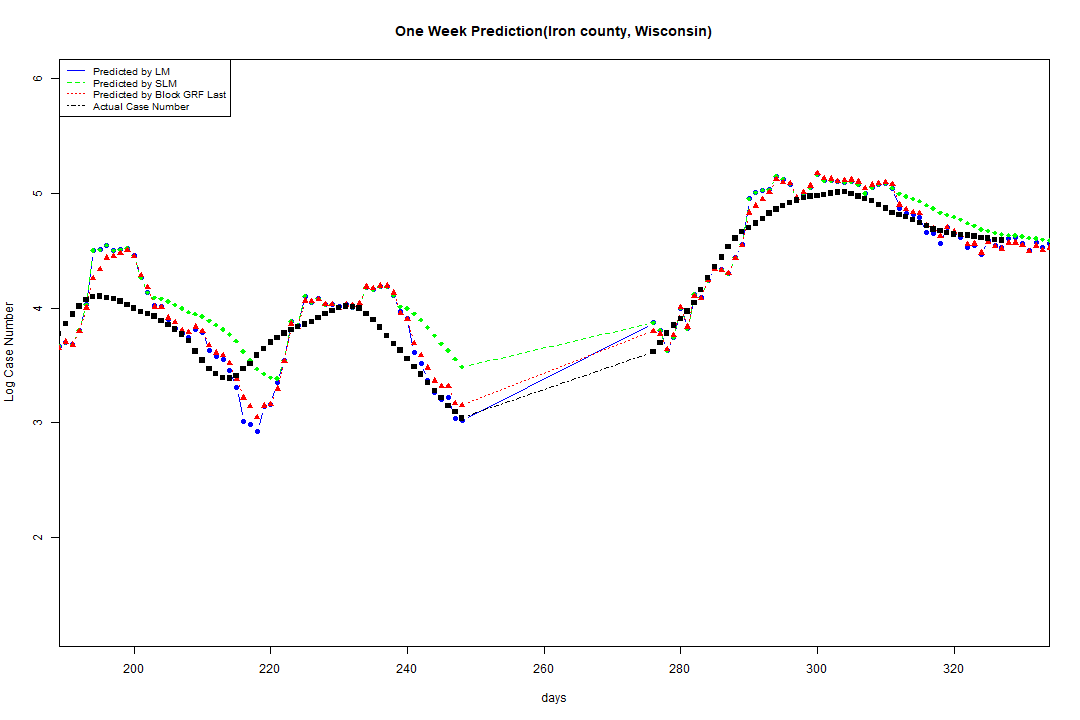 One Week Prediction(Iron county, Wisconsin)
Predicted by LM
Predicted by SLM
Predicted by Block GRF Last
Actual Case Number
6
5
4
3
2
Log Case Number
200 220 240 260 280 300 320
days